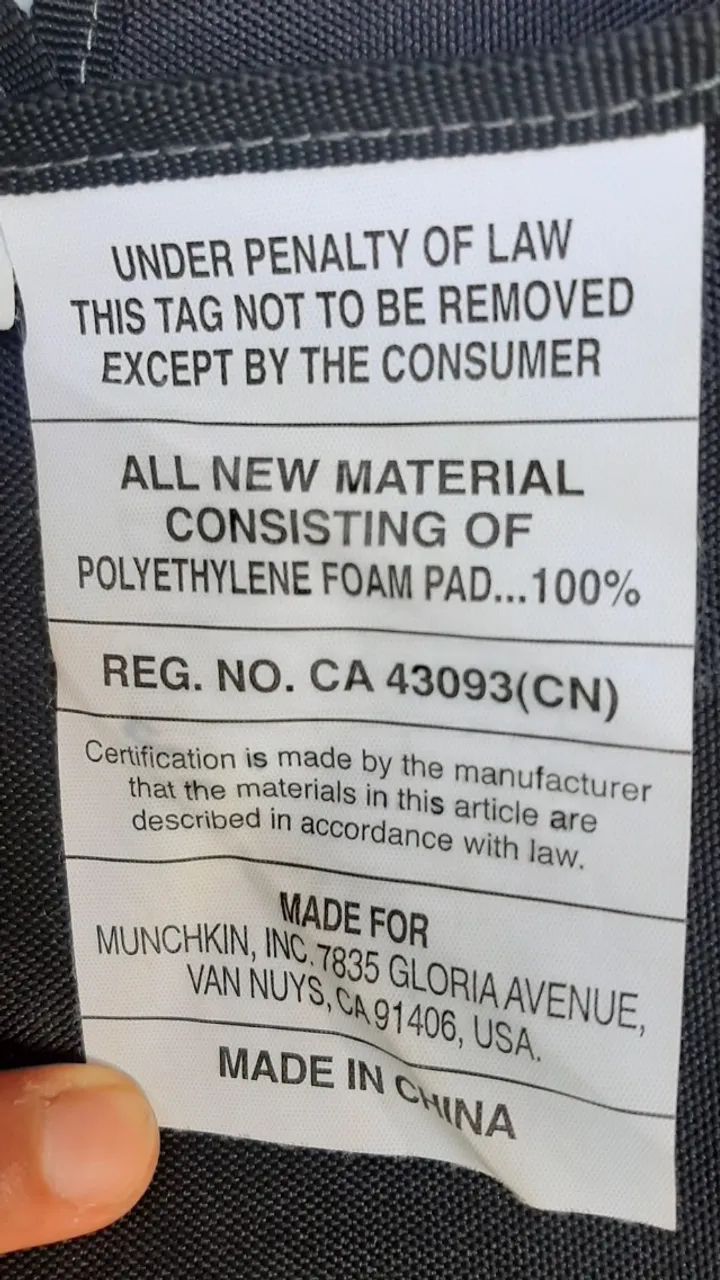 UNDER PENALTY OF LAW
THIS TAG NOT TO BE REMOVED
EXCEPT BY THE CONSUMER
ALL NEW MATERIAL
CONSISTING OF
POLYETHYLENE FOAM PAD...100%
REG. NO. CA 43093(CN)
Certification is made by the manufacturer
that the materials in this article are
described in accordance with law.
MADE FOR
MUNCHKIN, INC. 7835 GLORIA AVENUE,
VAN NUYS, CA 91406, USA.
MADE IN CHINA